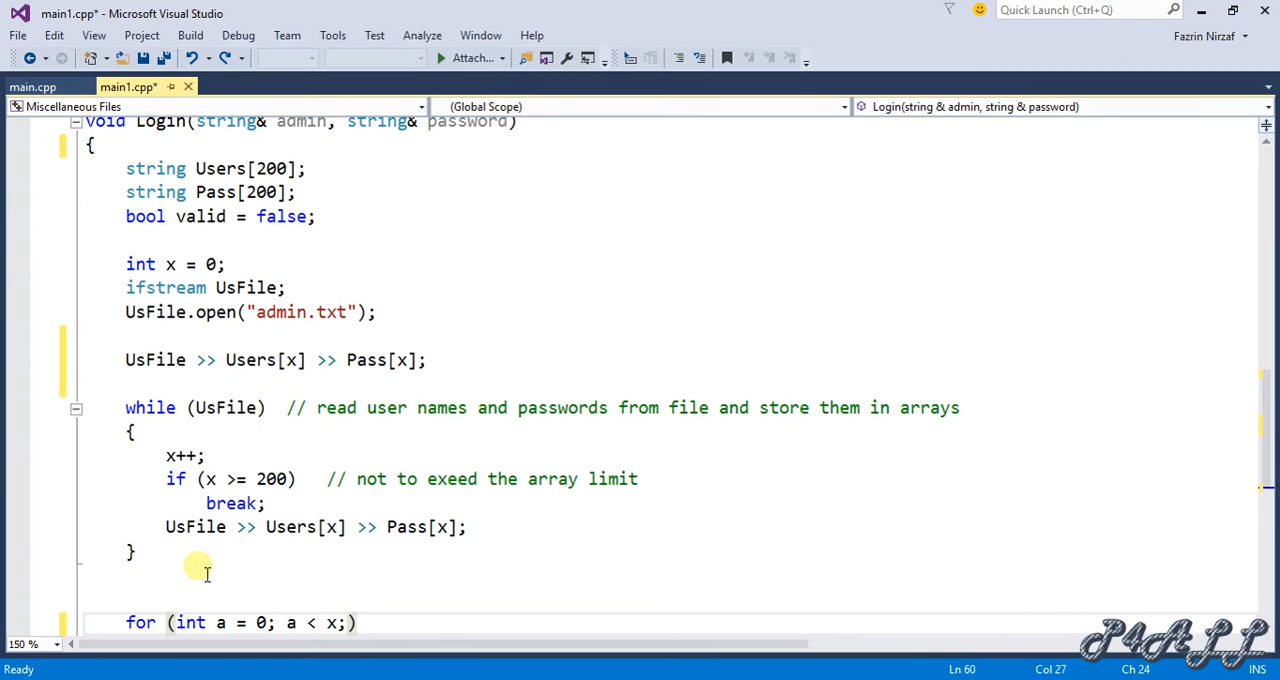 main1.cpp* - Microsoft Visual Studio
Quick Launch (Ctrl+Q)
File Edit View Project Build Debug Team Tools Test Analyze Window Help
Fazrin Nirzaf
Attach...
main.cpp main1.cpp*
Miscellaneous Files (Global Scope) Login(string & admin, string & password)
void Login(string& admin, string& password)
{
string Users[200];
string Pass[200];
bool valid = false;
int x = 0;
ifstream UsFile;
UsFile.open("admin.txt");
UsFile >> Users[x] >> Pass[x];
while (UsFile) // read user names and passwords from file and store them in arrays
{
x++;
if (x >= 200) // not to exeed the array limit
break;
UsFile >> Users[x] >> Pass[x];
}
for (int a = 0; a < x;)
150 %
P4ALL
Ready Ln 60 Col 27 Ch 24 INS